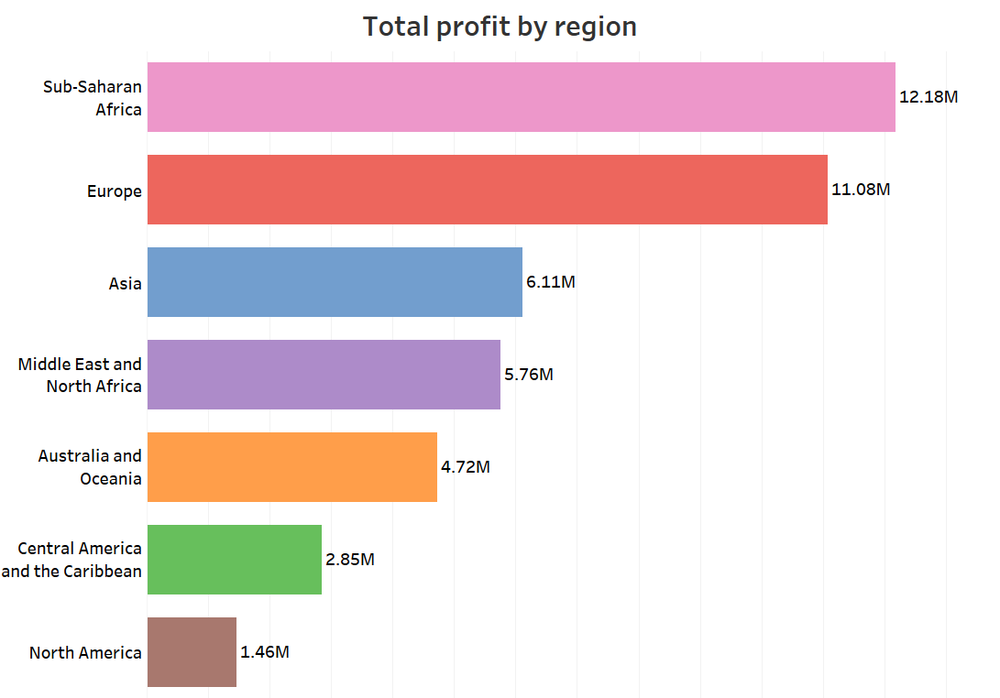 Total profit by region
Sub-Saharan
Africa
12.18M
Europe
11.08M
Asia
6.11M
Middle East and
North Africa
5.76M
Australia and
Oceania
4.72M
Central America
and the Caribbean
2.85M
North America
1.46M